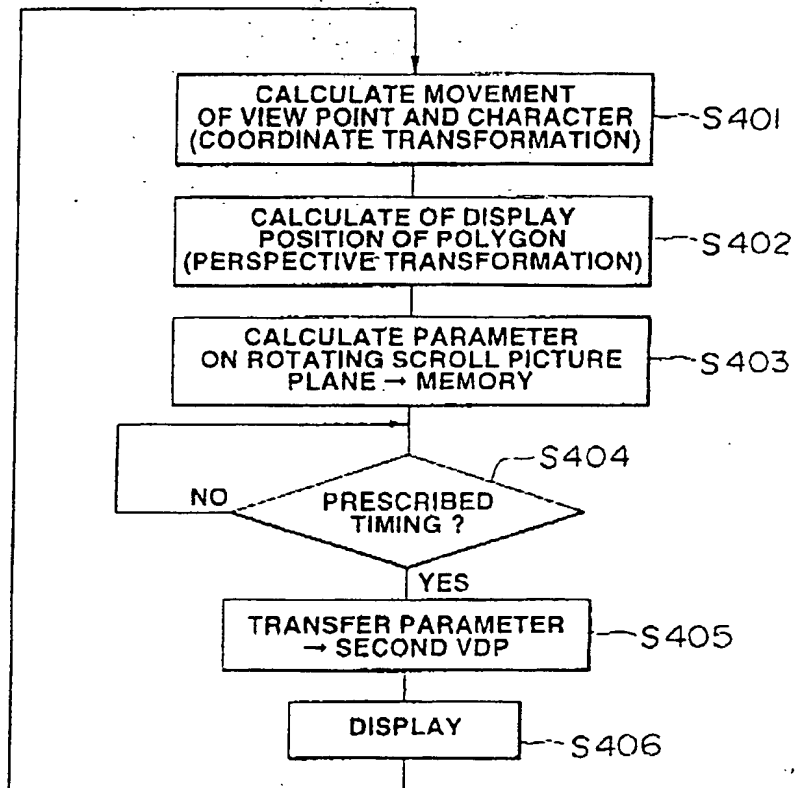 CALCULATE MOVEMENT
OF VIEW POINT AND CHARACTER
(COORDINATE TRANSFORMATION)
S401
CALCULATE OF DISPLAY
POSITION OF POLYGON
(PERSPECTIVE TRANSFORMATION)
S402
CALCULATE PARAMETER
ON ROTATING SCROLL PICTURE
PLANE → MEMORY
S403
S404
NO
PRESCRIBED
TIMING ?
YES
TRANSFER PARAMETER
→ SECOND VDP
S405
DISPLAY
S406